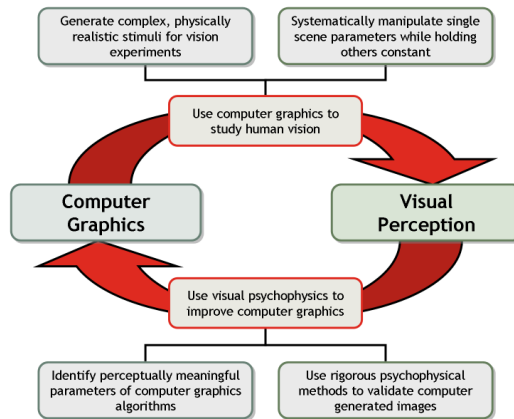 Generate complex, physically
realistic stimuli for vision
experiments
Systematically manipulate single
scene parameters while holding
others constant
Use computer graphics to
study human vision
Computer
Graphics
Visual
Perception
Use visual psychophysics to
improve computer graphics
Identify perceptually meaningful
parameters of computer graphics
algorithms
Use rigorous psychophysical
methods to validate computer
generated images